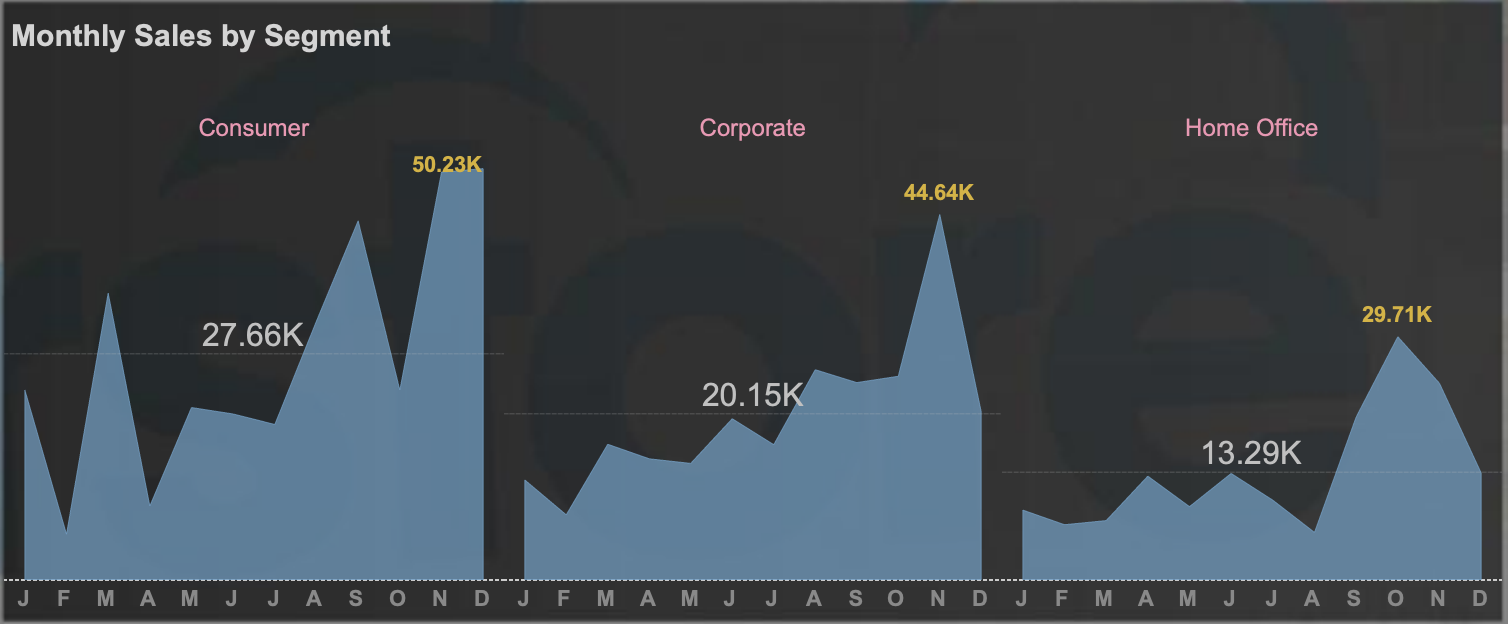 Monthly Sales by Segment
Consumer Corporate Home Office
50.23K
44.64K
29.71K
27.66K
20.15K
13.29K
J F M A M J J A S O N D J F M A M J J A S O N D J F M A M J J A S O N D